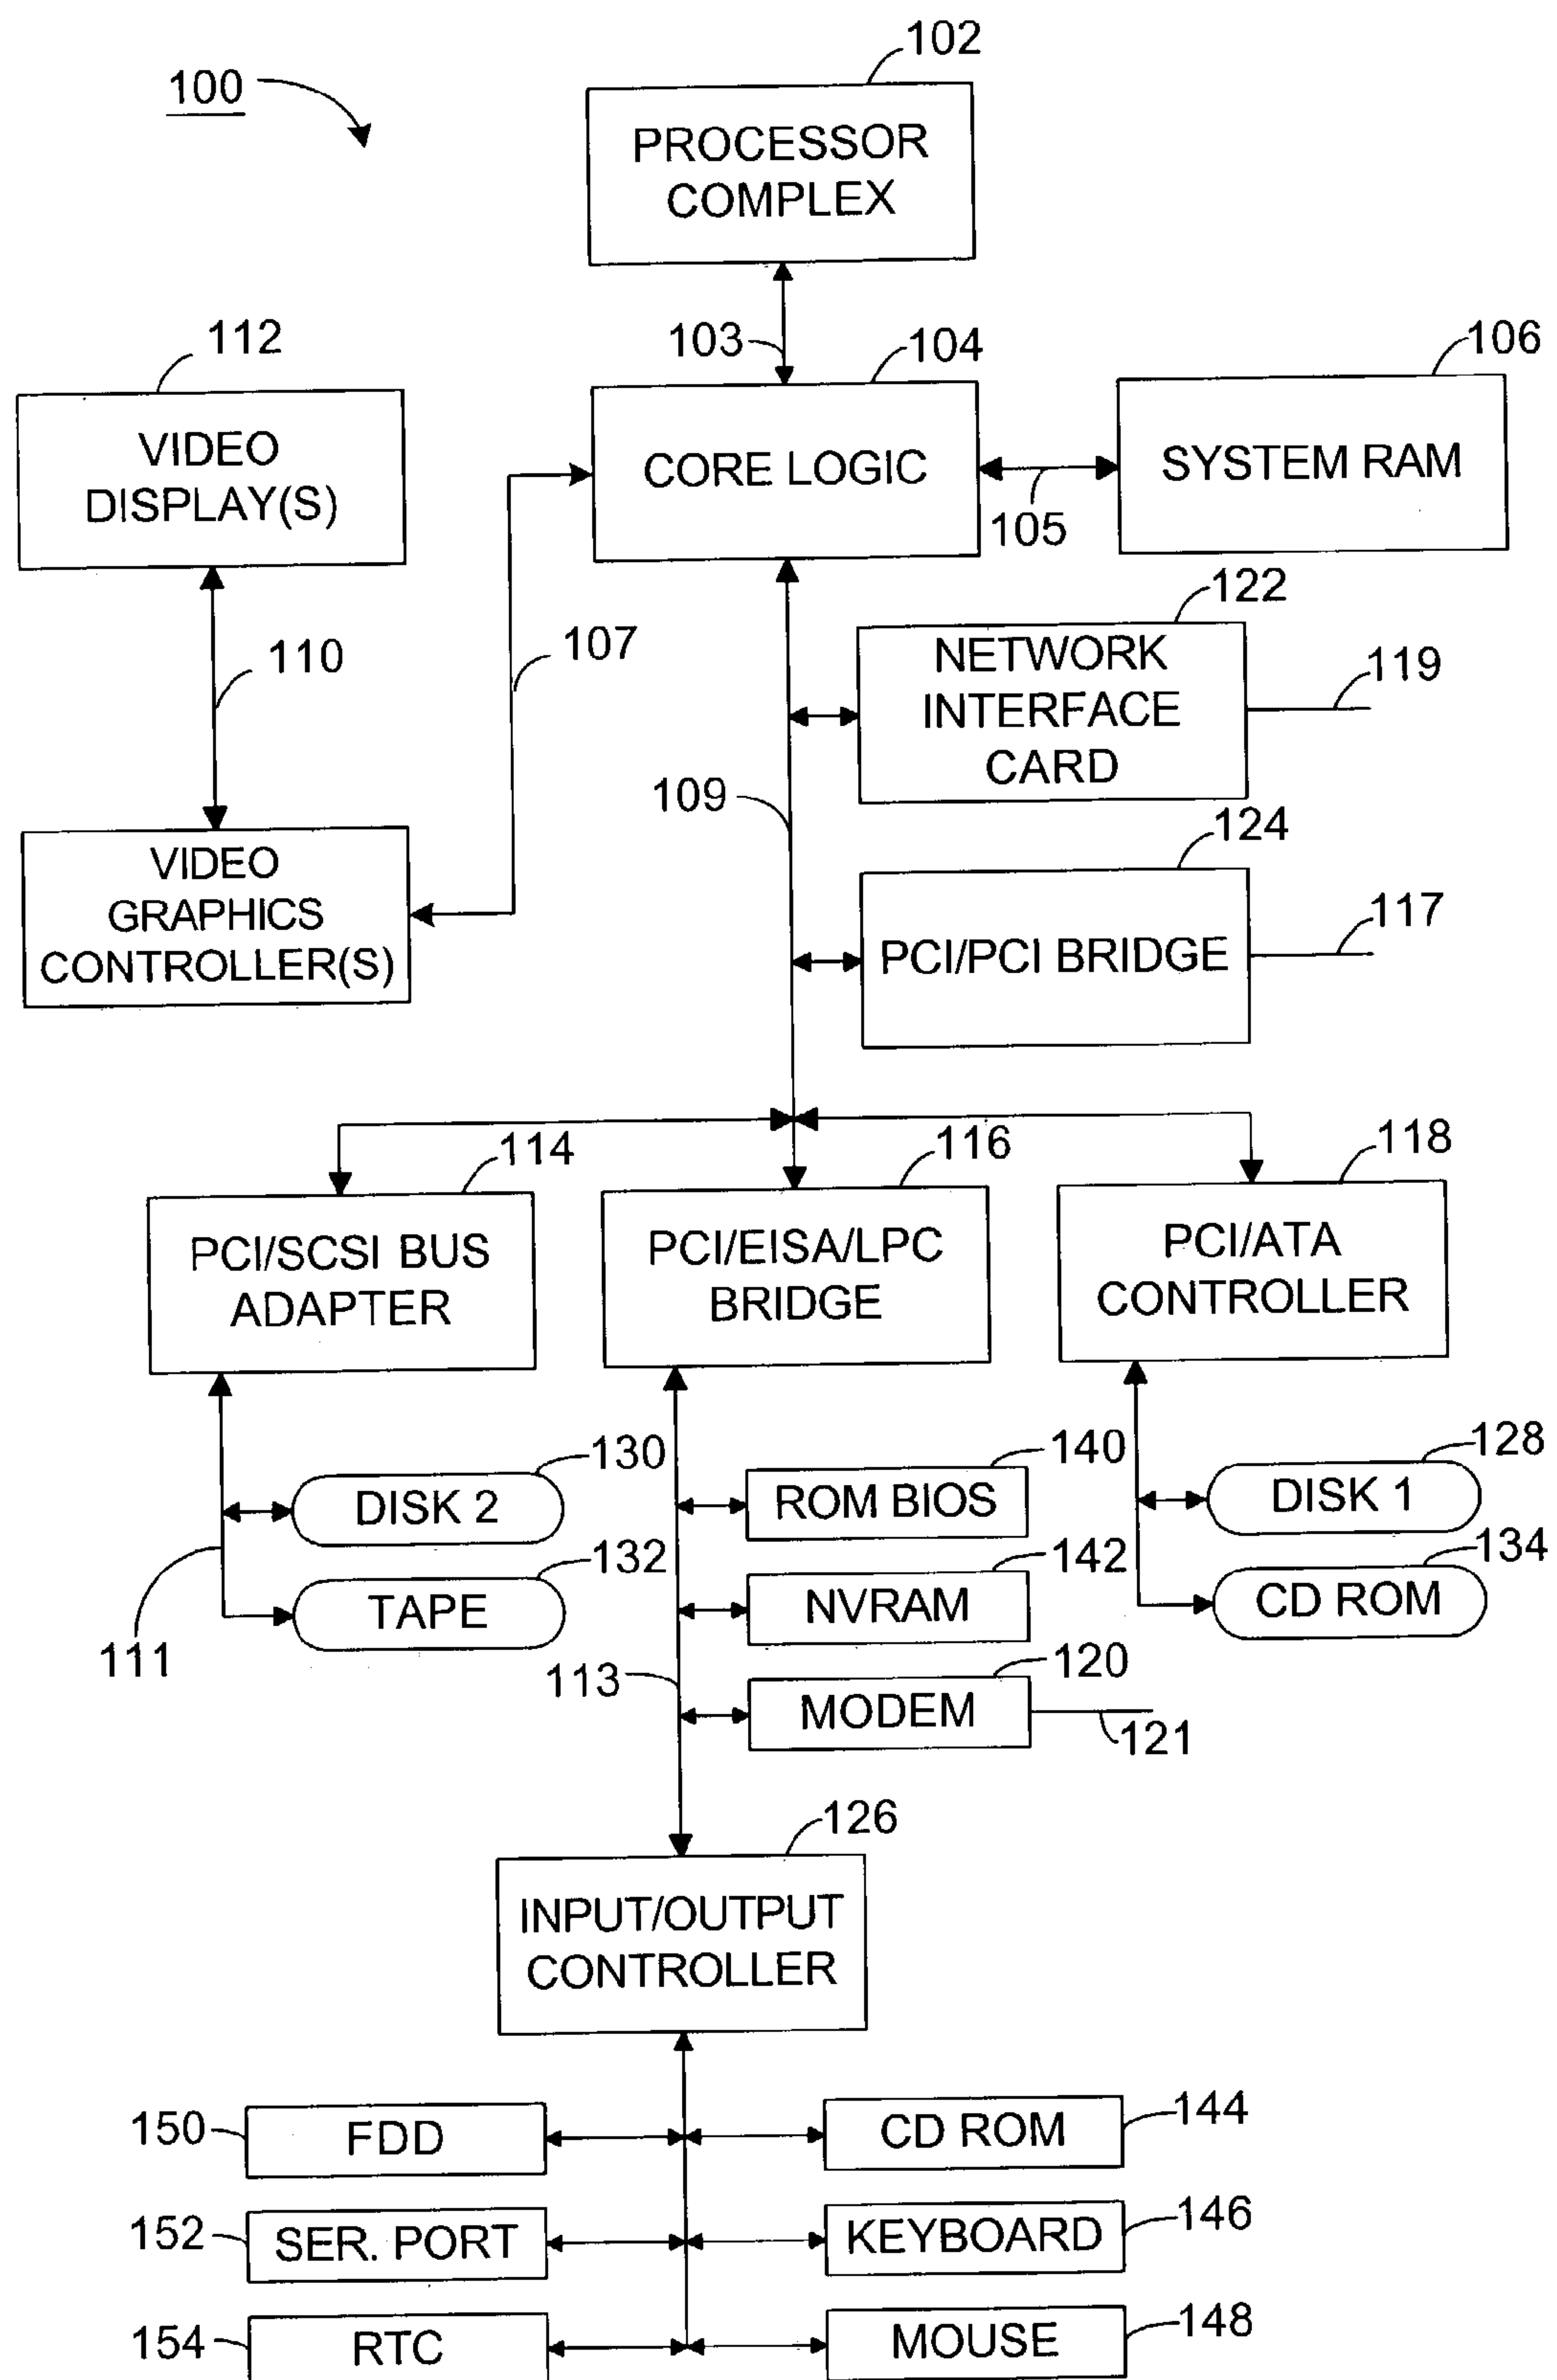 100
102
PROCESSOR
COMPLEX
103
104
106
112
VIDEO
DISPLAY(S)
CORE LOGIC
SYSTEM RAM
105
122
110
107
NETWORK
INTERFACE
CARD
119
109
124
VIDEO
GRAPHICS
CONTROLLER(S)
PCI/PCI BRIDGE
117
114
116
118
PCI/SCSI BUS
ADAPTER
PCI/EISA/LPC
BRIDGE
PCI/ATA
CONTROLLER
130
DISK 2
132
TAPE
111
140
ROM BIOS
142
NVRAM
113
120
MODEM
121
128
DISK 1
134
CD ROM
126
INPUT/OUTPUT
CONTROLLER
150
FDD
CD ROM
144
152
SER. PORT
KEYBOARD
146
154
RTC
MOUSE
148